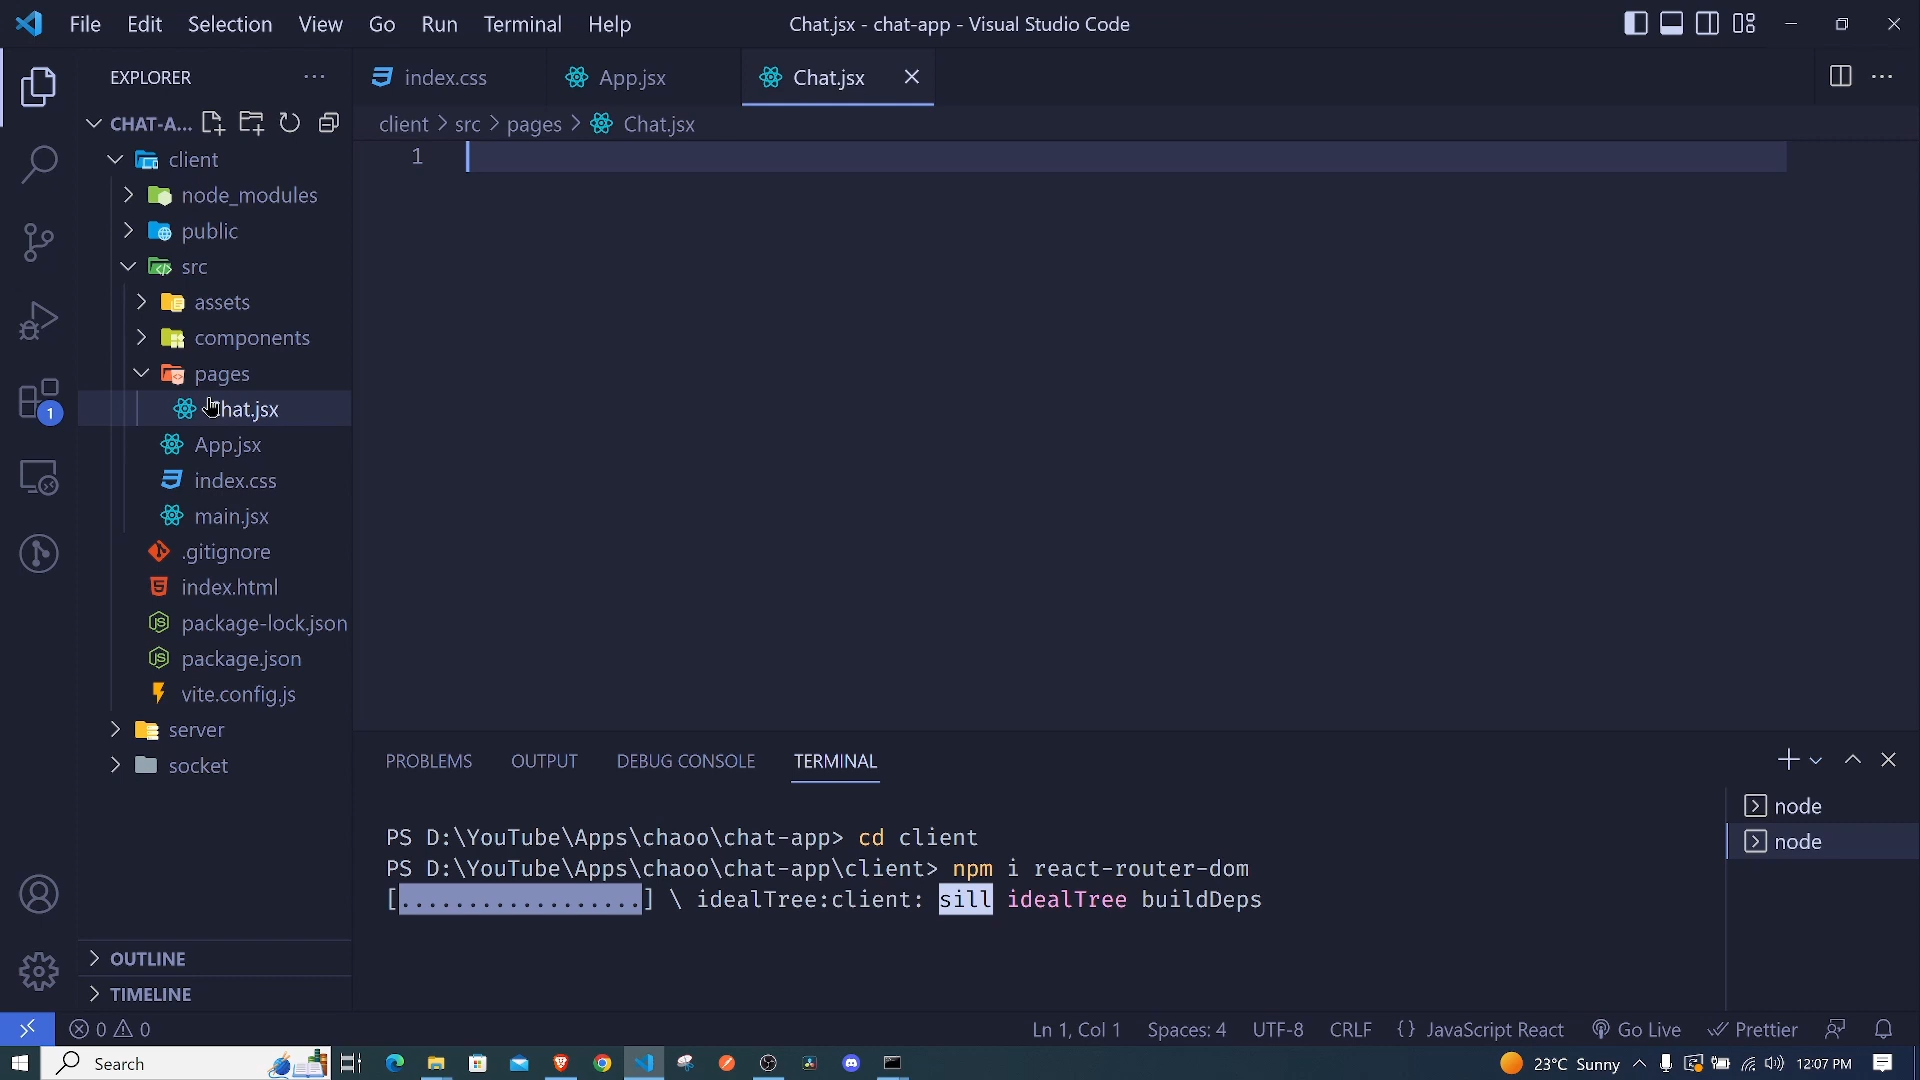 File Edit Selection View Go Run Terminal Help
Chat.jsx - chat-app - Visual Studio Code
EXPLORER
CHAT-A...
client
node_modules
public
src
assets
components
pages
App.jsx
index.css
main.jsx
.gitignore
index.html
package-lock.json
package.json
vite.config.js
server
socket
OUTLINE
TIMELINE
1
index.css App.jsx Chat.jsx
client > src > pages > Chat.jsx
1
PROBLEMS OUTPUT DEBUG CONSOLE TERMINAL
PS D:\YouTube\Apps\chaoo\chat-app> cd client
PS D:\YouTube\Apps\chaoo\chat-app\client> npm i react-router-dom
[..................] \ idealTree:client: sill idealTree buildDeps
node
node
0 0
Ln 1, Col 1 Spaces: 4 UTF-8 CRLF {} JavaScript React Go Live Prettier
Search
23°C Sunny 12:07 PM